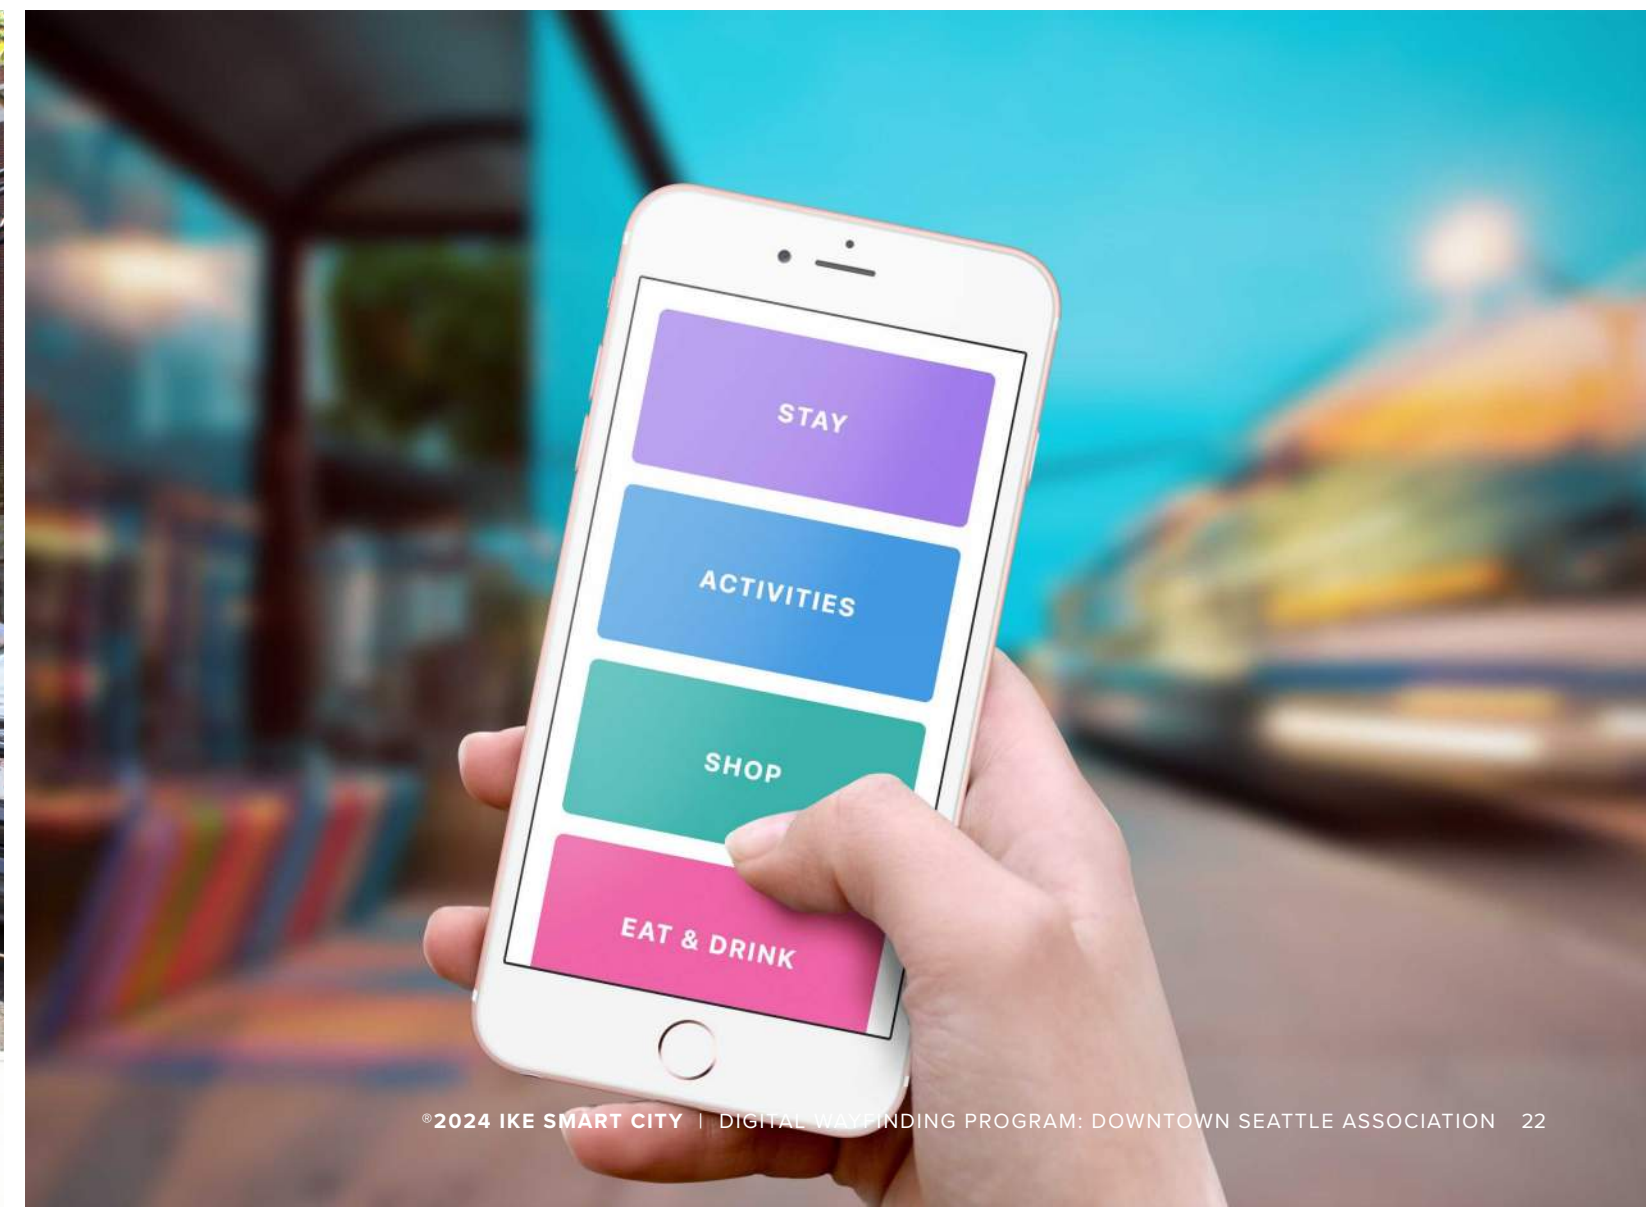 STAY
ACTIVITIES
SHOP
EAT & DRINK
®2024 IKE SMART CITY | DIGITAL WAYFINDING PROGRAM: DOWNTOWN SEATTLE ASSOCIATION 22